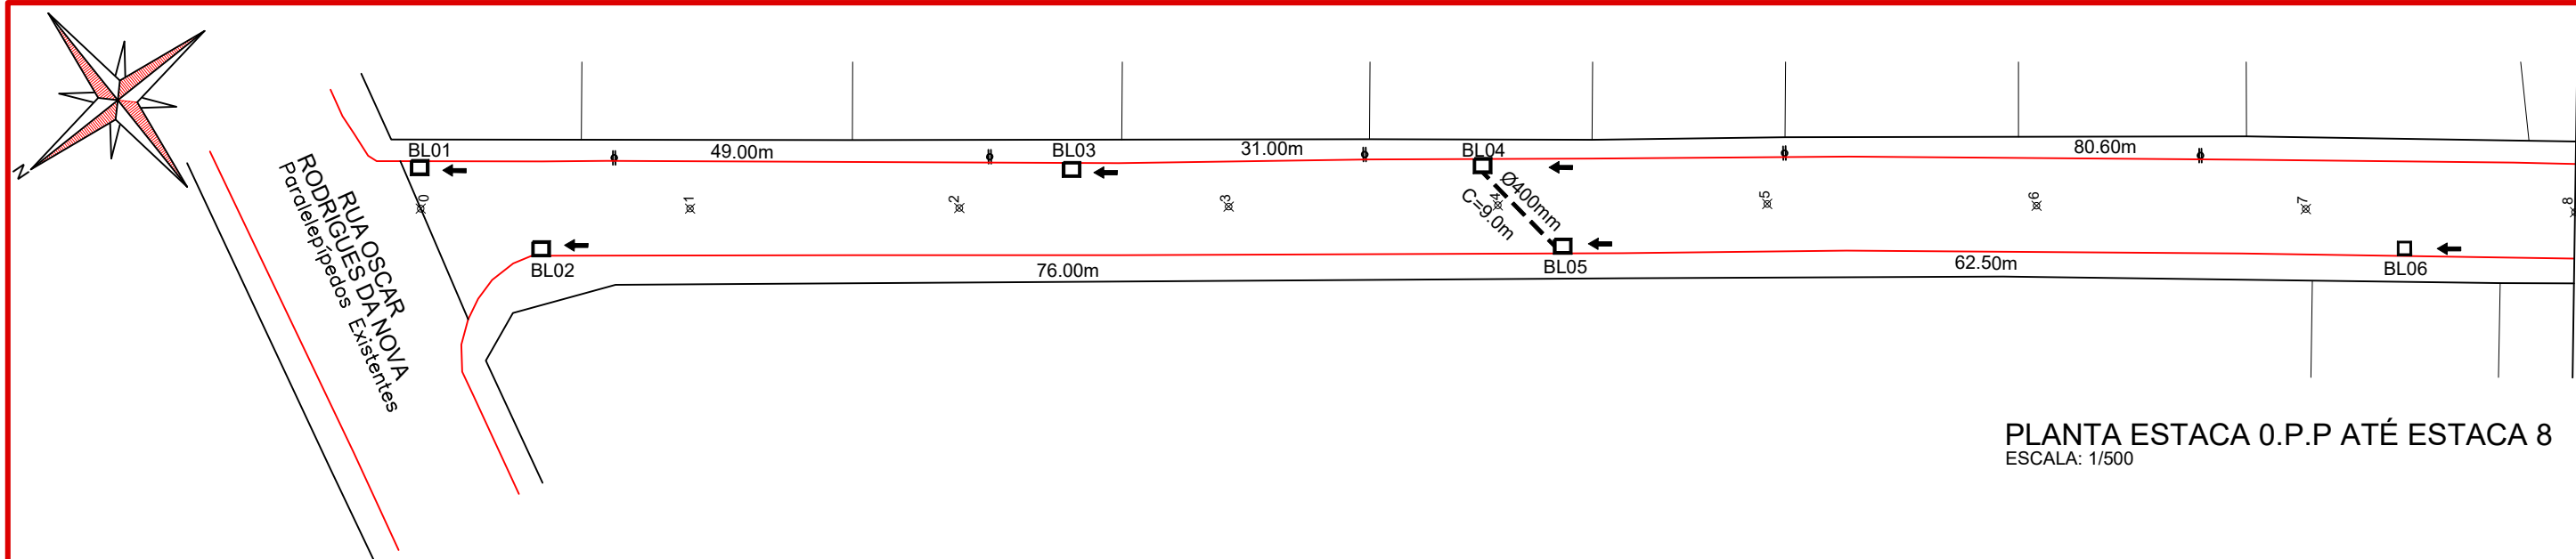 N
BL01
49.00m
BL03
31.00m
BL04
80.60m
0
1
2
3
4
5
6
7
8
Ø400mm
C=9.0m
RUA OSCAR
RODRIGUES DA NOVA
Paralelepípedos Existentes
BL02
76.00m
BL05
62.50m
BL06
PLANTA ESTACA 0.P.P ATÉ ESTACA 8
ESCALA: 1/500